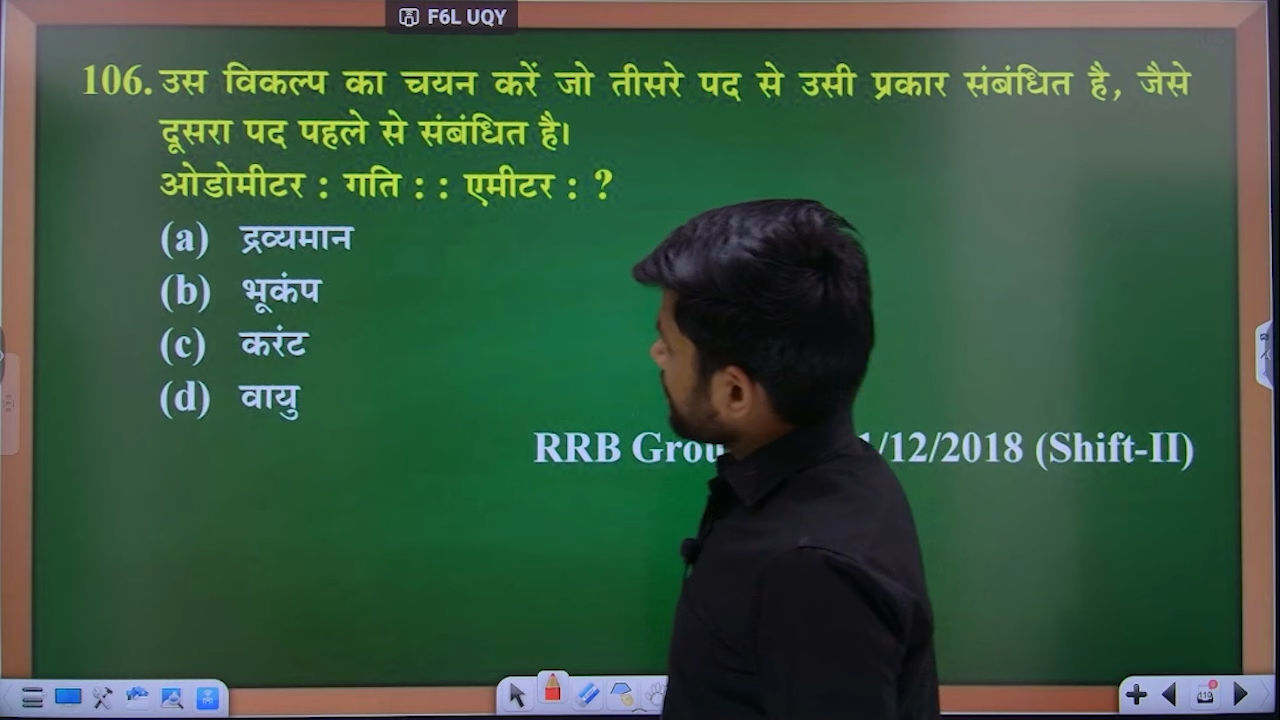 F6L UQY
106. उस विकल्प का चयन करें जो तीसरे पद से उसी प्रकार संबंधित है, जैसे
दूसरा पद पहले से संबंधित है।
ओडोमीटर : गति : : एमीटर : ?
(a) द्रव्यमान
(b) भूकंप
(c) करंट
(d) वायु
RRB /12/2018 (Shift-II)